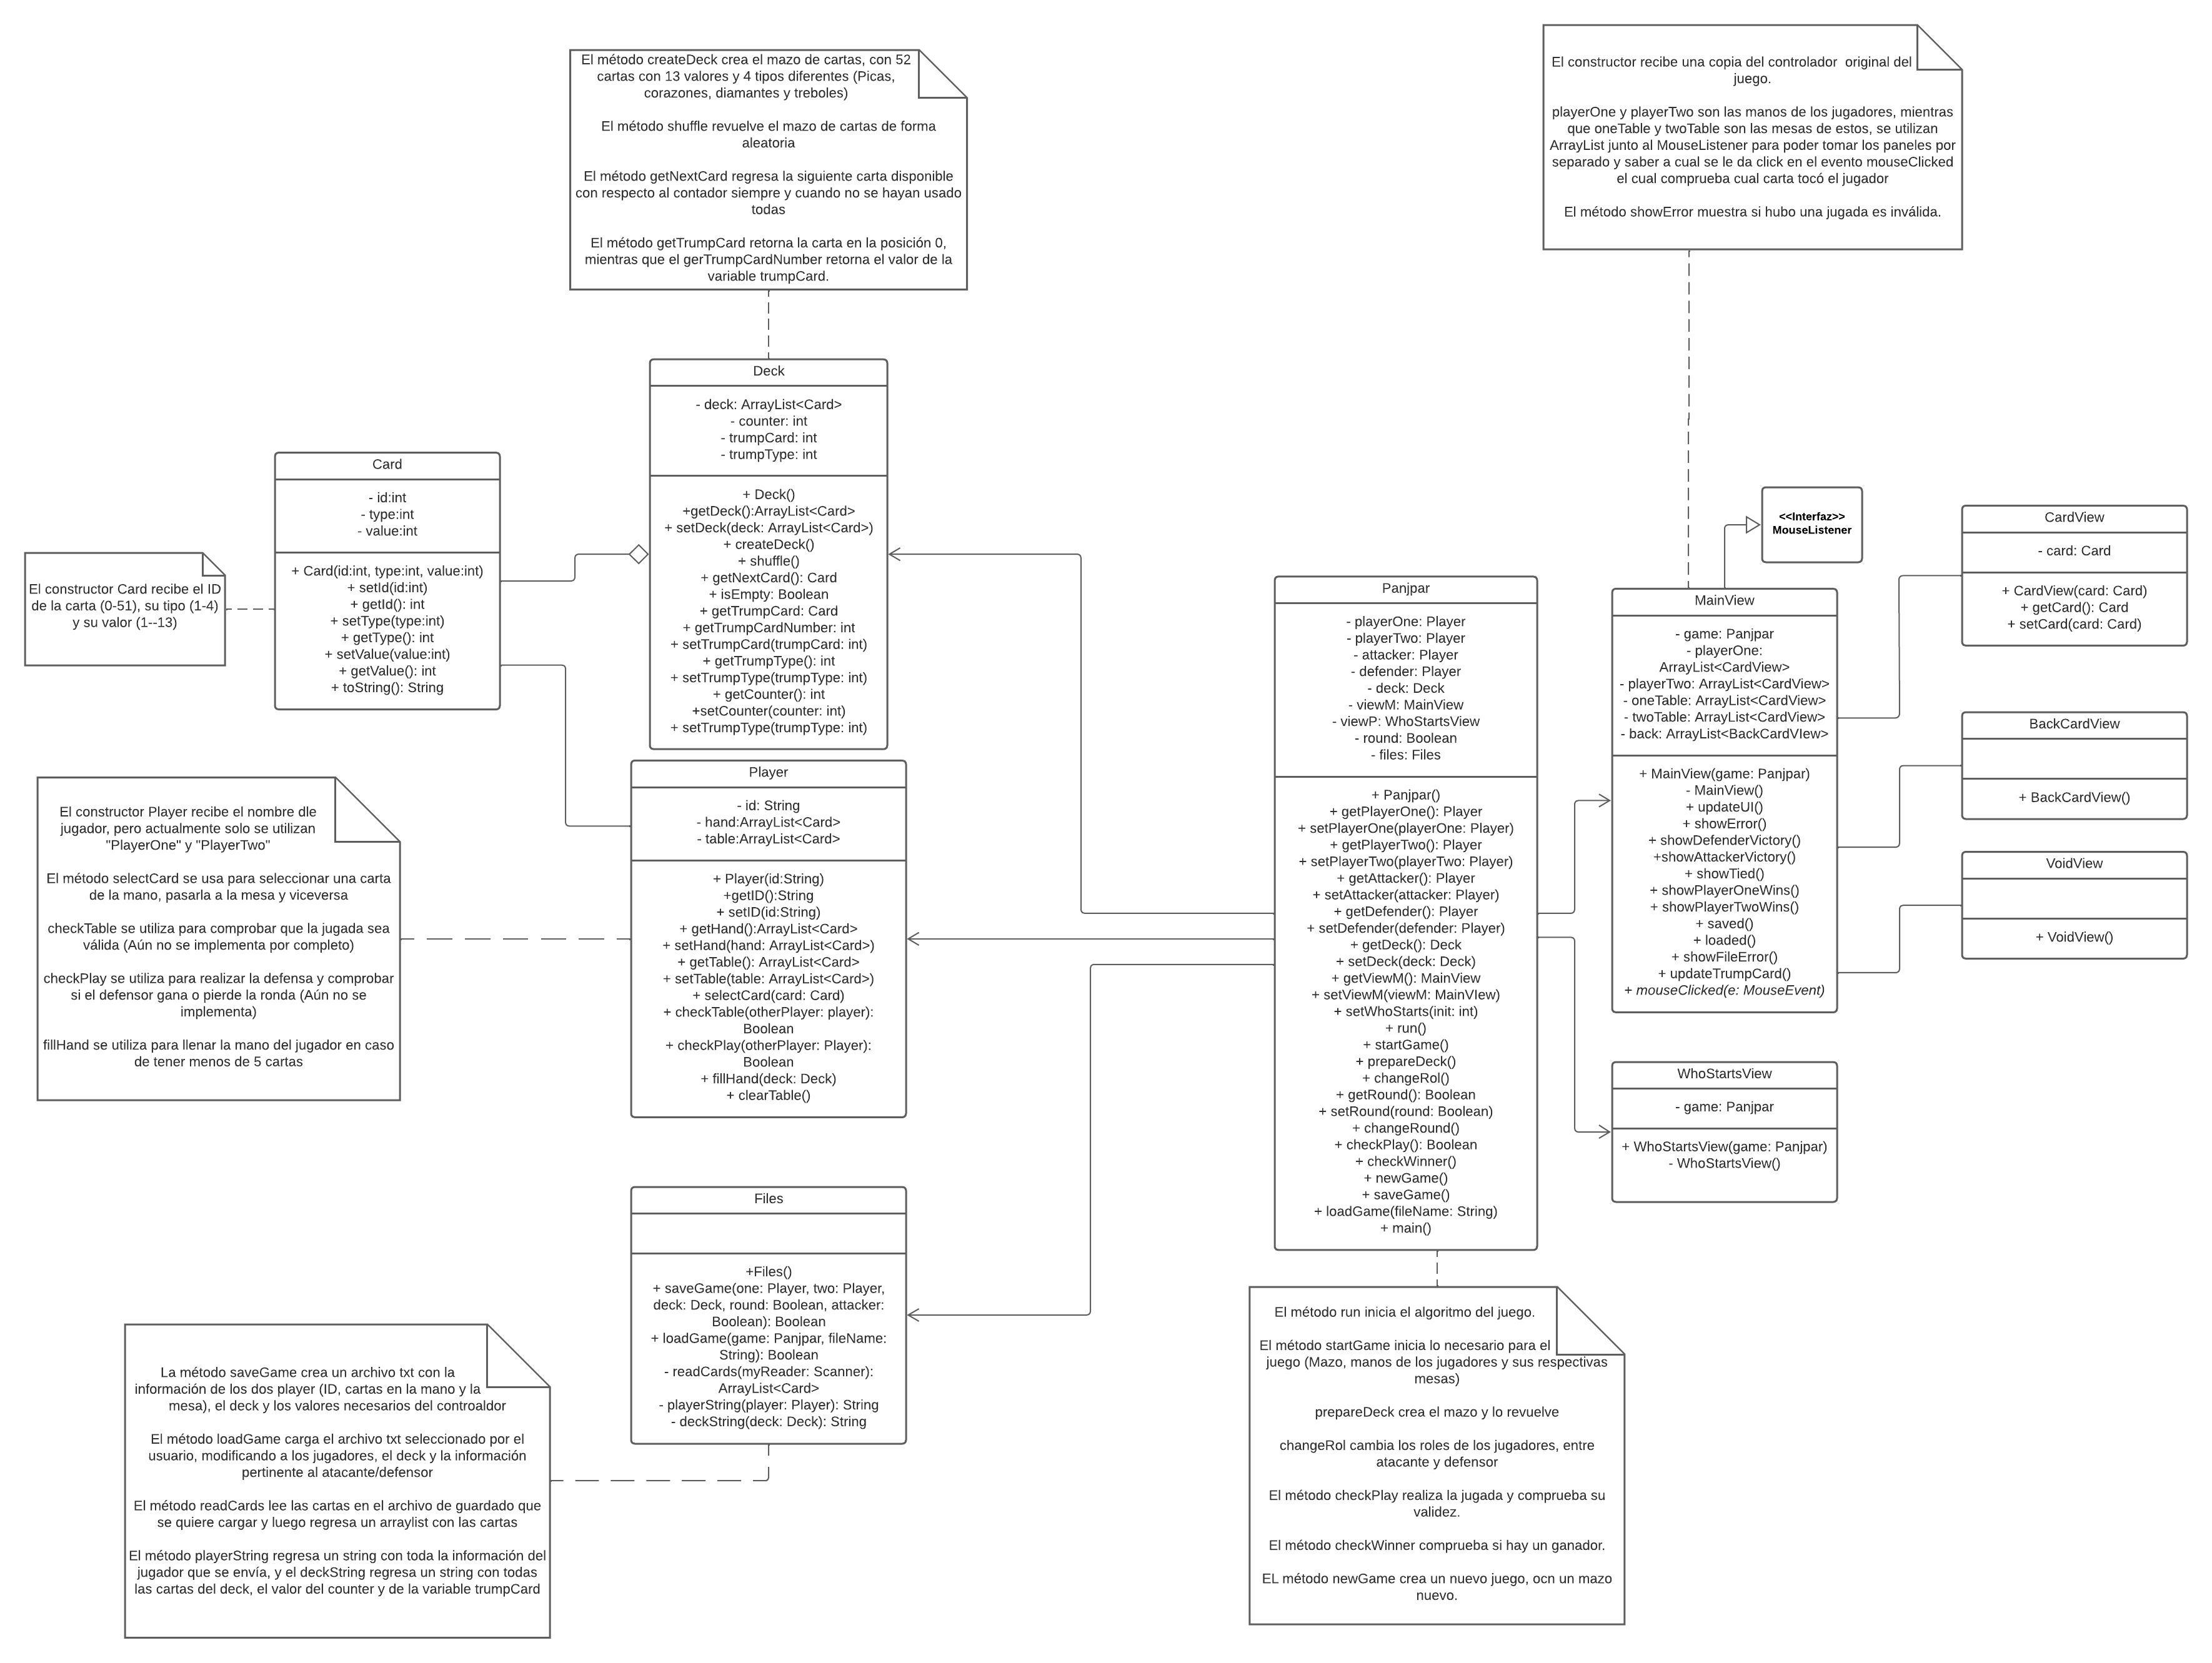 El método createDeck crea el mazo de cartas, con 52
cartas con 13 valores y 4 tipos diferentes (Picas,
corazones, diamantes y treboles)
El método shuffle revuelve el mazo de cartas de forma
aleatoria
El método getNextCard regresa la siguiente carta disponible
con respecto al contador siempre y cuando no se hayan usado
todas
El método getTrumpCard retorna la carta en la posición 0,
mientras que el gerTrumpCardNumber retorna el valor de la
variable trumpCard.
El constructor recibe una copia del controlador  original del
juego.
playerOne y playerTwo son las manos de los jugadores, mientras
que oneTable y twoTable son las mesas de estos, se utilizan
ArrayList junto al MouseListener para poder tomar los paneles por
separado y saber a cual se le da click en el evento mouseClicked
el cual comprueba cual carta tocó el jugador
El método showError muestra si hubo una jugada es inválida.
Deck
- deck: ArrayList<Card>
- counter: int
- trumpCard: int
- trumpType: int
+ Deck()
+getDeck():ArrayList<Card>
+ setDeck(deck: ArrayList<Card>)
+ createDeck()
+ shuffle()
+ getNextCard(): Card
+ isEmpty: Boolean
+ getTrumpCard: Card
+ getTrumpCardNumber: int
+ setTrumpCard(trumpCard: int)
+ getTrumpType(): int
+ setTrumpType(trumpType: int)
+ getCounter(): int
+setCounter(counter: int)
+ setTrumpType(trumpType: int)
Card
- id:int
- type:int
- value:int
+ Card(id:int, type:int, value:int)
+ setId(id:int)
+ getId(): int
+ setType(type:int)
+ getType(): int
+ setValue(value:int)
+ getValue(): int
+ toString(): String
El constructor Card recibe el ID
de la carta (0-51), su tipo (1-4)
y su valor (1--13)
<<Interfaz>>
MouseListener
CardView
- card: Card
+ CardView(card: Card)
+ getCard(): Card
+ setCard(card: Card)
Panjpar
- playerOne: Player
- playerTwo: Player
- attacker: Player
- defender: Player
- deck: Deck
- viewM: MainView
- viewP: WhoStartsView
- round: Boolean
- files: Files
+ Panjpar()
+ getPlayerOne(): Player
+ setPlayerOne(playerOne: Player)
+ getPlayerTwo(): Player
+ setPlayerTwo(playerTwo: Player)
+ getAttacker(): Player
+ setAttacker(attacker: Player)
+ getDefender(): Player
+ setDefender(defender: Player)
+ getDeck(): Deck
+ setDeck(deck: Deck)
+ getViewM(): MainView
+ setViewM(viewM: MainVIew)
+ setWhoStarts(init: int)
+ run()
+ startGame()
+ prepareDeck()
+ changeRol()
+ getRound(): Boolean
+ setRound(round: Boolean)
+ changeRound()
+ checkPlay(): Boolean
+ checkWinner()
+ newGame()
+ saveGame()
+ loadGame(fileName: String)
+ main()
MainView
- game: Panjpar
- playerOne:
ArrayList<CardView>
- playerTwo: ArrayList<CardView>
- oneTable: ArrayList<CardView>
- twoTable: ArrayList<CardView>
- back: ArrayList<BackCardVIew>
+ MainView(game: Panjpar)
- MainView()
+ updateUI()
+ showError()
+ showDefenderVictory()
+showAttackerVictory()
+ showTied()
+ showPlayerOneWins()
+ showPlayerTwoWins()
+ saved()
+ loaded()
+ showFileError()
+ updateTrumpCard()
+ mouseClicked(e: MouseEvent)
BackCardView
+ BackCardView()
VoidView
+ VoidView()
WhoStartsView
- game: Panjpar
+ WhoStartsView(game: Panjpar)
- WhoStartsView()
Player
- id: String
- hand:ArrayList<Card>
- table:ArrayList<Card>
+ Player(id:String)
+getID():String
+ setID(id:String)
+ getHand():ArrayList<Card>
+ setHand(hand: ArrayList<Card>)
+ getTable(): ArrayList<Card>
+ setTable(table: ArrayList<Card>)
+ selectCard(card: Card)
+ checkTable(otherPlayer: player):
Boolean
+ checkPlay(otherPlayer: Player):
Boolean
+ fillHand(deck: Deck)
+ clearTable()
El constructor Player recibe el nombre dle
jugador, pero actualmente solo se utilizan
"PlayerOne" y "PlayerTwo"
El método selectCard se usa para seleccionar una carta
de la mano, pasarla a la mesa y viceversa
checkTable se utiliza para comprobar que la jugada sea
válida (Aún no se implementa por completo)
checkPlay se utiliza para realizar la defensa y comprobar
si el defensor gana o pierde la ronda (Aún no se
implementa)
fillHand se utiliza para llenar la mano del jugador en caso
de tener menos de 5 cartas
Files
+Files()
+ saveGame(one: Player, two: Player,
deck: Deck, round: Boolean, attacker:
Boolean): Boolean
+ loadGame(game: Panjpar, fileName:
String): Boolean
- readCards(myReader: Scanner):
ArrayList<Card>
- playerString(player: Player): String
- deckString(deck: Deck): String
La método saveGame crea un archivo txt con la
información de los dos player (ID, cartas en la mano y la
mesa), el deck y los valores necesarios del controaldor
El método loadGame carga el archivo txt seleccionado por el
usuario, modificando a los jugadores, el deck y la información
pertinente al atacante/defensor
El método readCards lee las cartas en el archivo de guardado que
se quiere cargar y luego regresa un arraylist con las cartas
El método playerString regresa un string con toda la información del
jugador que se envía, y el deckString regresa un string con todas
las cartas del deck, el valor del counter y de la variable trumpCard
El método run inicia el algoritmo del juego.
El método startGame inicia lo necesario para el
juego (Mazo, manos de los jugadores y sus respectivas
mesas)
prepareDeck crea el mazo y lo revuelve
changeRol cambia los roles de los jugadores, entre
atacante y defensor
El método checkPlay realiza la jugada y comprueba su
validez.
El método checkWinner comprueba si hay un ganador.
EL método newGame crea un nuevo juego, ocn un mazo
nuevo.